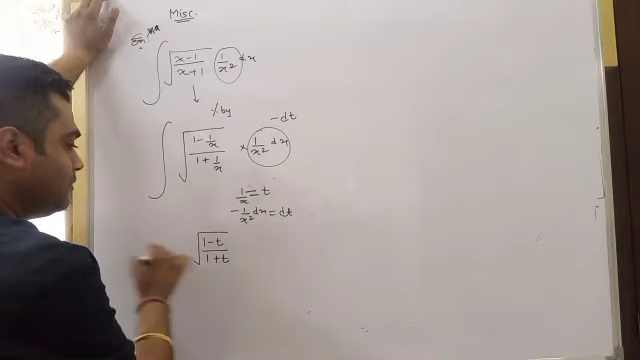 Misc.
∫ √((x-1)/(x+1)) (1/x²) dx
↓ ⁒ by
-dt
∫ √((1-1/x)/(1+1/x)) × (1/x² dx)
1/x = t
-1/x² dx = dt
√((1-t)/(1+t))